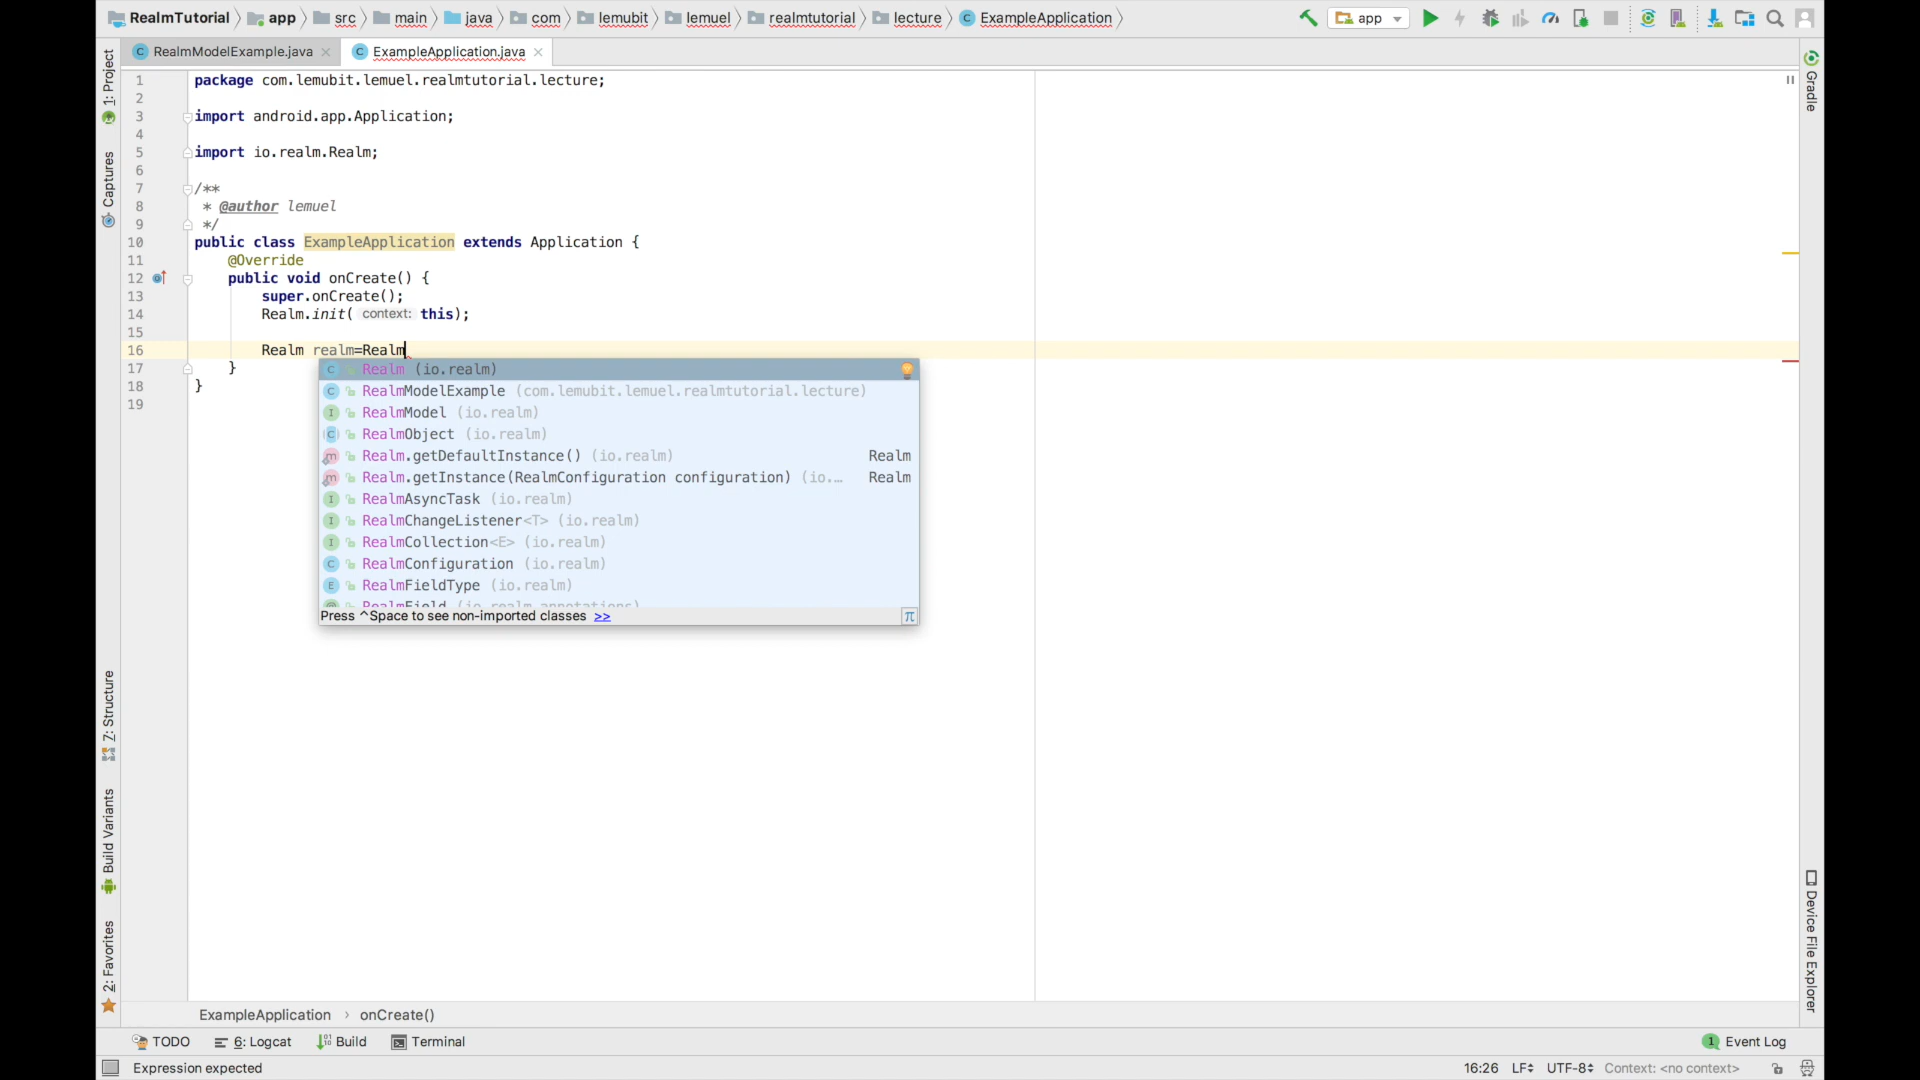 RealmTutorial app src main java com lemubit lemuel realmtutorial lecture ExampleApplication app
RealmModelExample.java ExampleApplication.java
1: Project
Captures
Z: Structure
Build Variants
2: Favorites
1 package com.lemubit.lemuel.realmtutorial.lecture;
2
3 import android.app.Application;
4
5 import io.realm.Realm;
6
7 /**
8 * @author lemuel
9 */
10 public class ExampleApplication extends Application {
11 @Override
12 public void onCreate() {
13 super.onCreate();
14 Realm.init( context: this);
15
16 Realm realm=Realm
17 }
18 }
19
Realm (io.realm)
RealmModelExample (com.lemubit.lemuel.realmtutorial.lecture)
RealmModel (io.realm)
RealmObject (io.realm)
Realm.getDefaultInstance() (io.realm) Realm
Realm.getInstance(RealmConfiguration configuration) (io.… Realm
RealmAsyncTask (io.realm)
RealmChangeListener<T> (io.realm)
RealmCollection<E> (io.realm)
RealmConfiguration (io.realm)
RealmFieldType (io.realm)
RealmField (io.realm.annotations)
Press ^Space to see non-imported classes >> π
Gradle
Device File Explorer
ExampleApplication › onCreate()
TODO 6: Logcat Build Terminal 1 Event Log
Expression expected 16:26 LF UTF-8 Context: <no context>